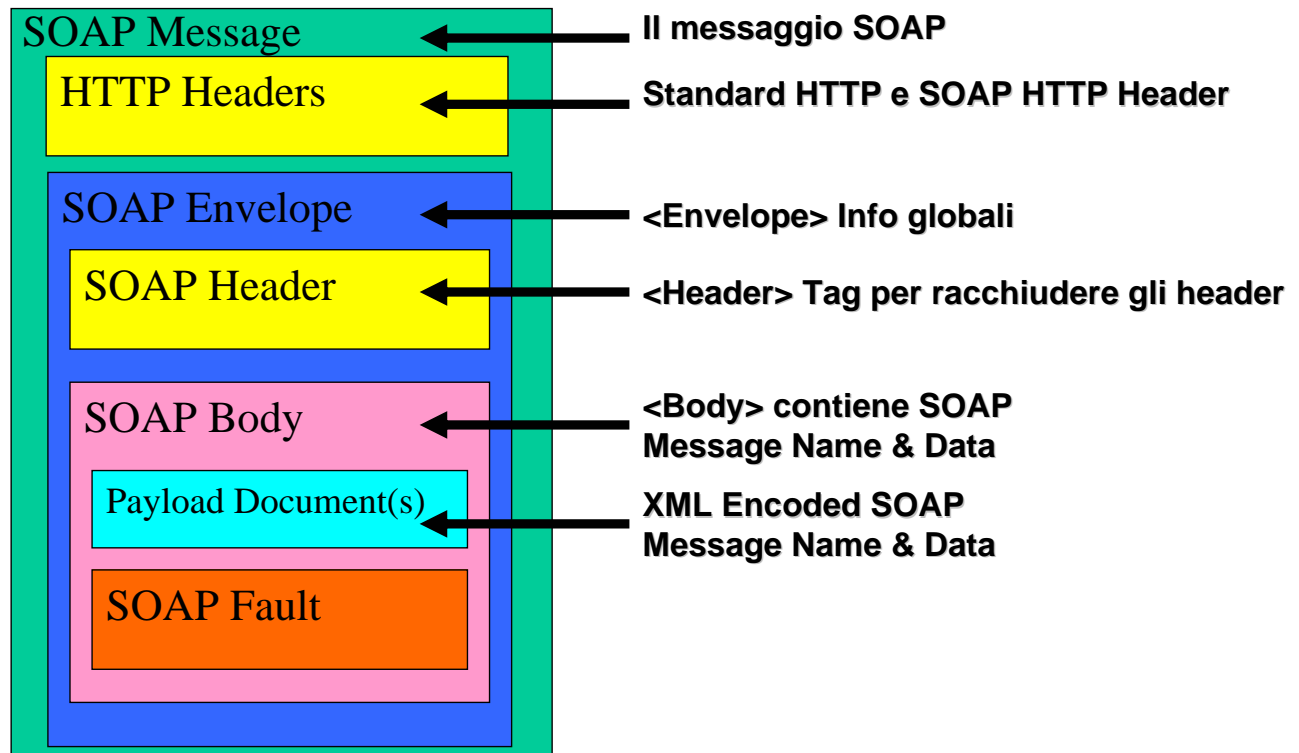 SOAP Message
Il messaggio SOAP
HTTP Headers
Standard HTTP e SOAP HTTP Header
SOAP Envelope
<Envelope> Info globali
SOAP Header
<Header> Tag per racchiudere gli header
SOAP Body
<Body> contiene SOAP
Message Name & Data
Payload Document(s)
XML Encoded SOAP
Message Name & Data
SOAP Fault